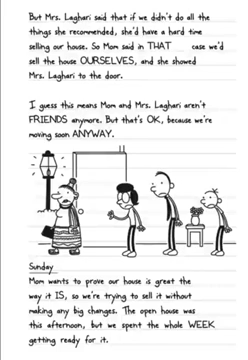 But Mrs. Laghari said that if we didn't do all the
things she recommended, she'd have a hard time
selling our house. So Mom said in THAT case we'd
sell the house OURSELVES, and she showed
Mrs. Laghari to the door.
I guess this means Mom and Mrs. Laghari aren't
FRIENDS anymore. But that's OK, because we're
moving soon ANYWAY.
Sunday
Mom wants to prove our house is great the
way it IS, so we're trying to sell it without
making any big changes. The open house was
this afternoon, but we spent the whole WEEK
getting ready for it.